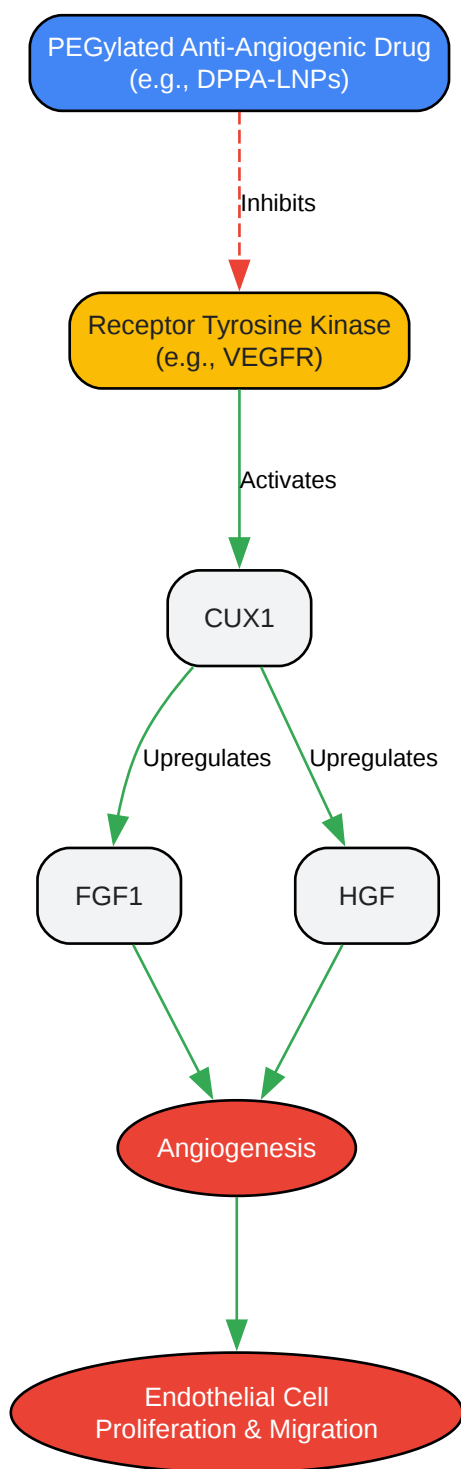 PEGylated Anti-Angiogenic Drug
(e.g., DPPA-LNPs)
Inhibits
Receptor Tyrosine Kinase
(e.g., VEGFR)
Activates
CUX1
Upregulates
Upregulates
FGF1
HGF
Angiogenesis
Endothelial Cell
Proliferation & Migration